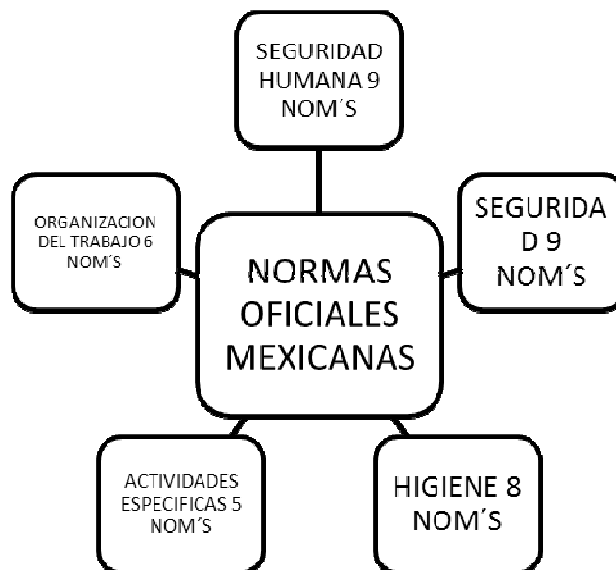 SEGURIDAD
HUMANA 9
NOM´S
ORGANIZACION
DEL TRABAJO 6
NOM´S
SEGURIDA
D 9
NOM´S
NORMAS
OFICIALES
MEXICANAS
ACTIVIDADES
ESPECIFICAS 5
NOM´S
HIGIENE 8
NOM´S